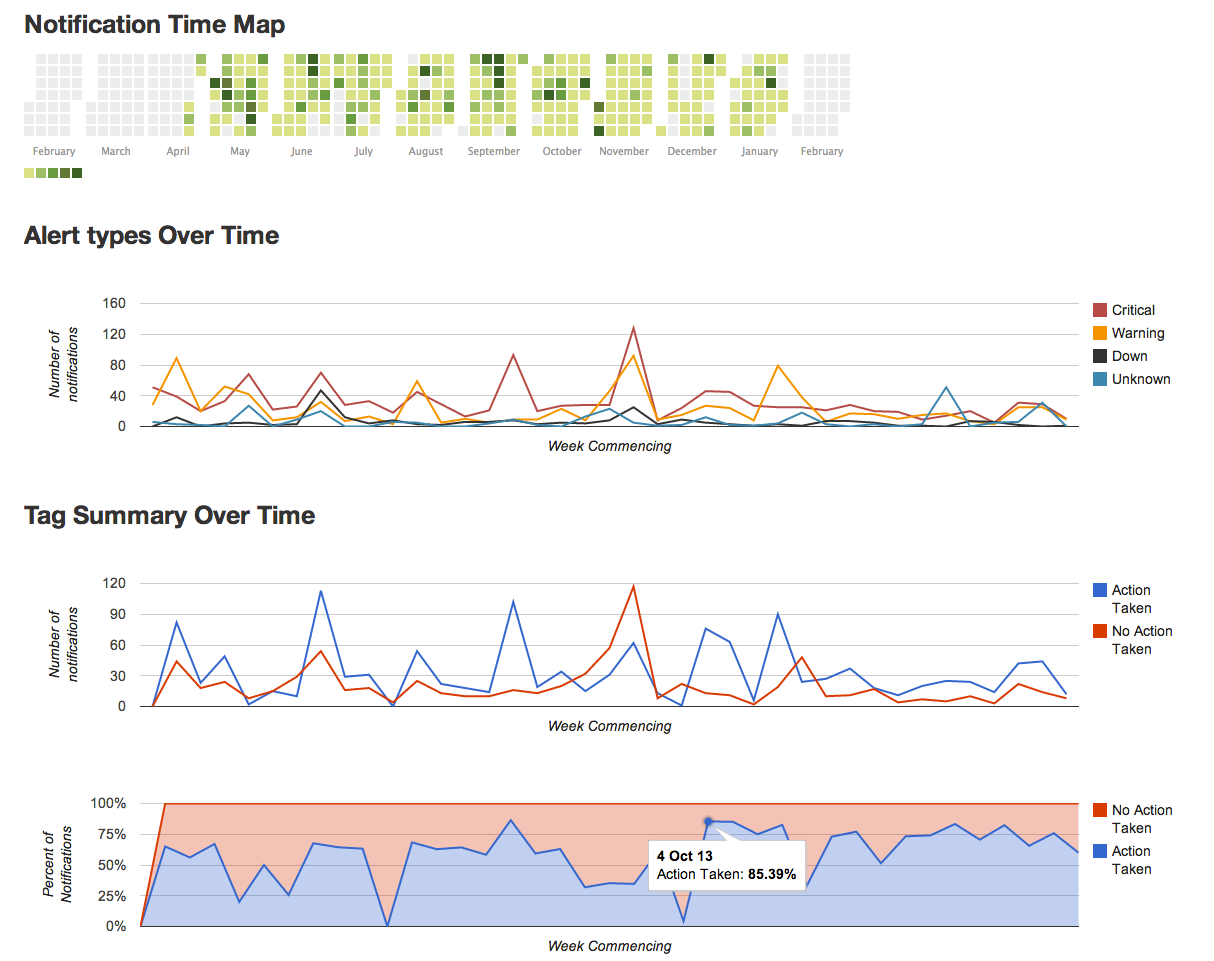 Notification Time Map
February March April May June July August September October November December January February
Alert types Over Time
Number of
notifications
160
120
80
40
0
Week Commencing
Critical
Warning
Down
Unknown
Tag Summary Over Time
Number of
notifications
120
90
60
30
0
Week Commencing
Action
Taken
No Action
Taken
Percent of
Notifications
100%
75%
50%
25%
0%
4 Oct 13
Action Taken: 85.39%
Week Commencing
No Action
Taken
Action
Taken